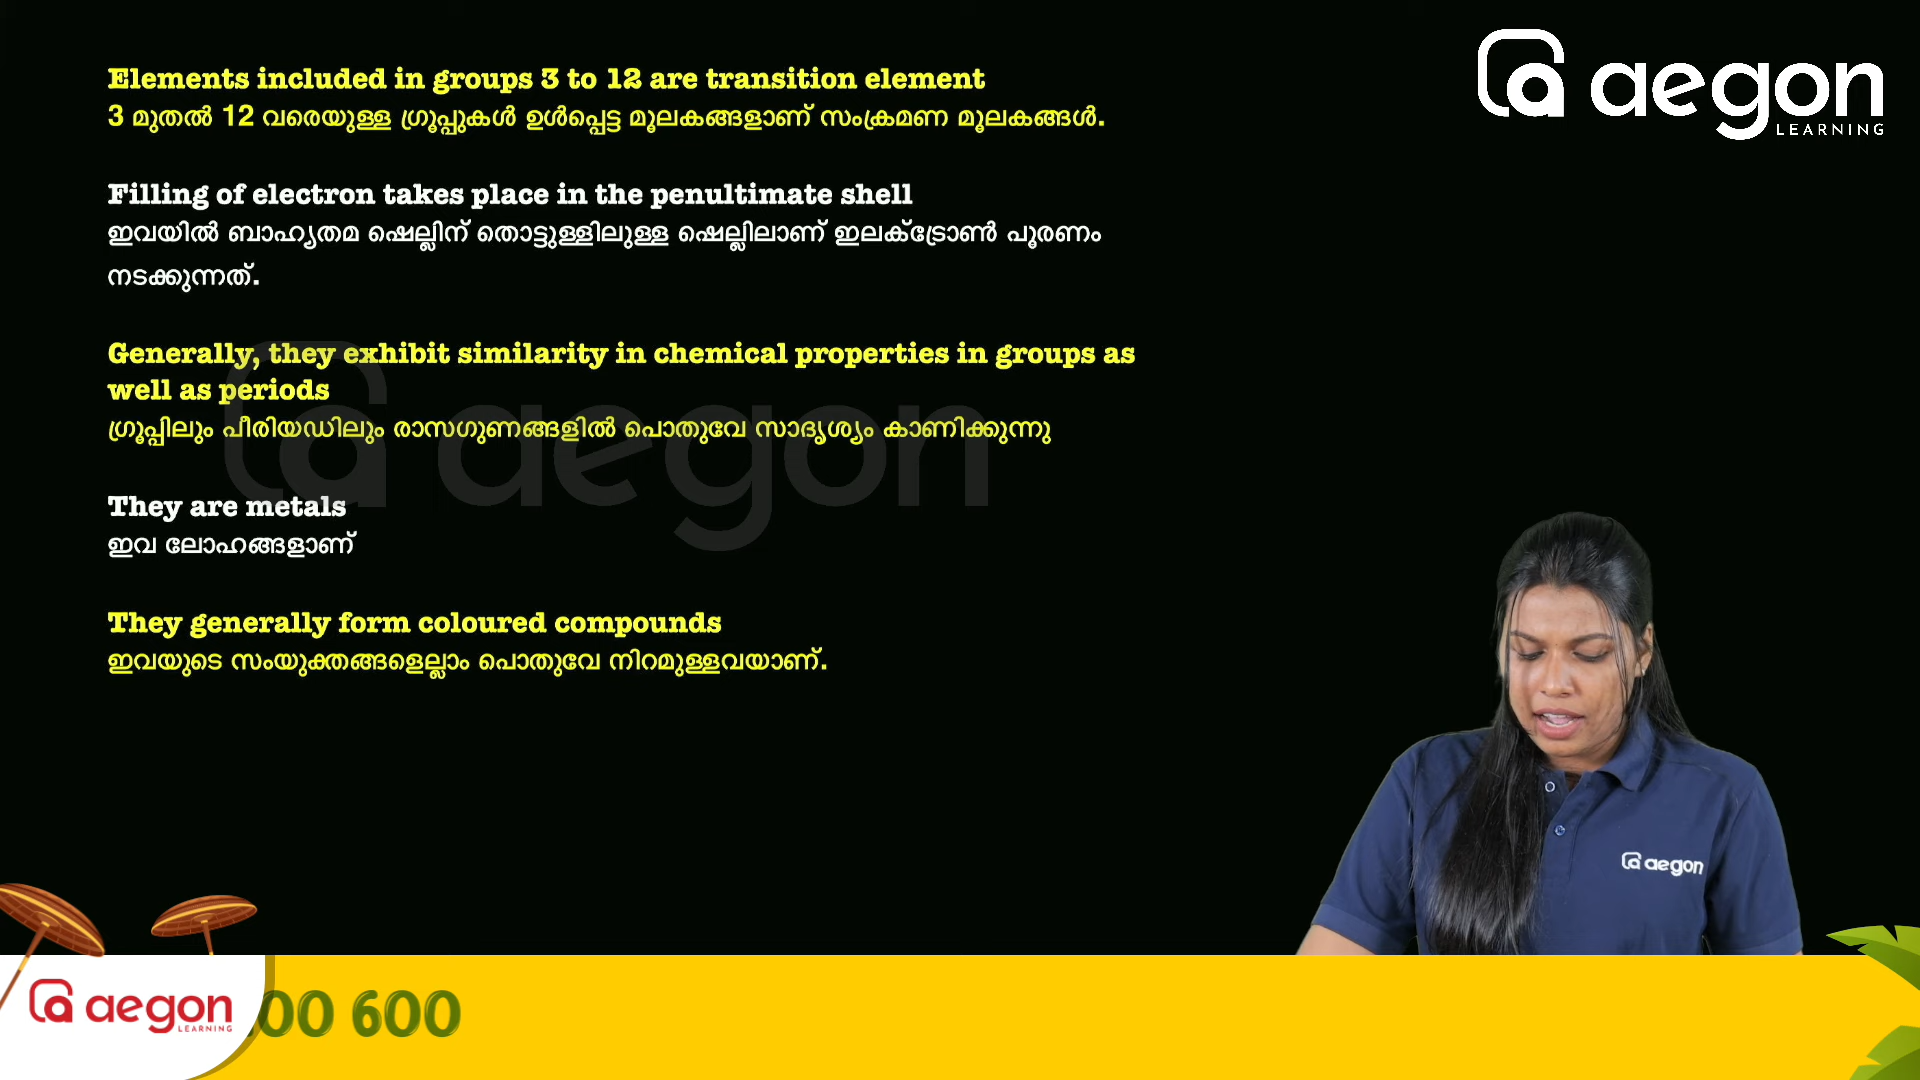 aegon
LEARNING
Elements included in groups 3 to 12 are transition element
3 മുതൽ 12 വരെയുള്ള ഗ്രൂപ്പുകൾ ഉൾപ്പെട്ട മൂലകങ്ങളാണ് സംക്രമണ മൂലകങ്ങൾ.
Filling of electron takes place in the penultimate shell
ഇവയിൽ ബാഹ്യതമ ഷെല്ലിന് തൊട്ടുള്ളിലുള്ള ഷെല്ലിലാണ് ഇലക്ട്രോൺ പൂരണം
നടക്കുന്നത്.
Generally, they exhibit similarity in chemical properties in groups as
well as periods
ഗ്രൂപ്പിലും പീരിയഡിലും രാസഗുണങ്ങളിൽ പൊതുവേ സാദൃശ്യം കാണിക്കുന്നു
aegon
They are metals
ഇവ ലോഹങ്ങളാണ്
They generally form coloured compounds
ഇവയുടെ സംയുക്തങ്ങളെല്ലാം പൊതുവേ നിറമുള്ളവയാണ്.
aegon
aegon
LEARNING
00 600